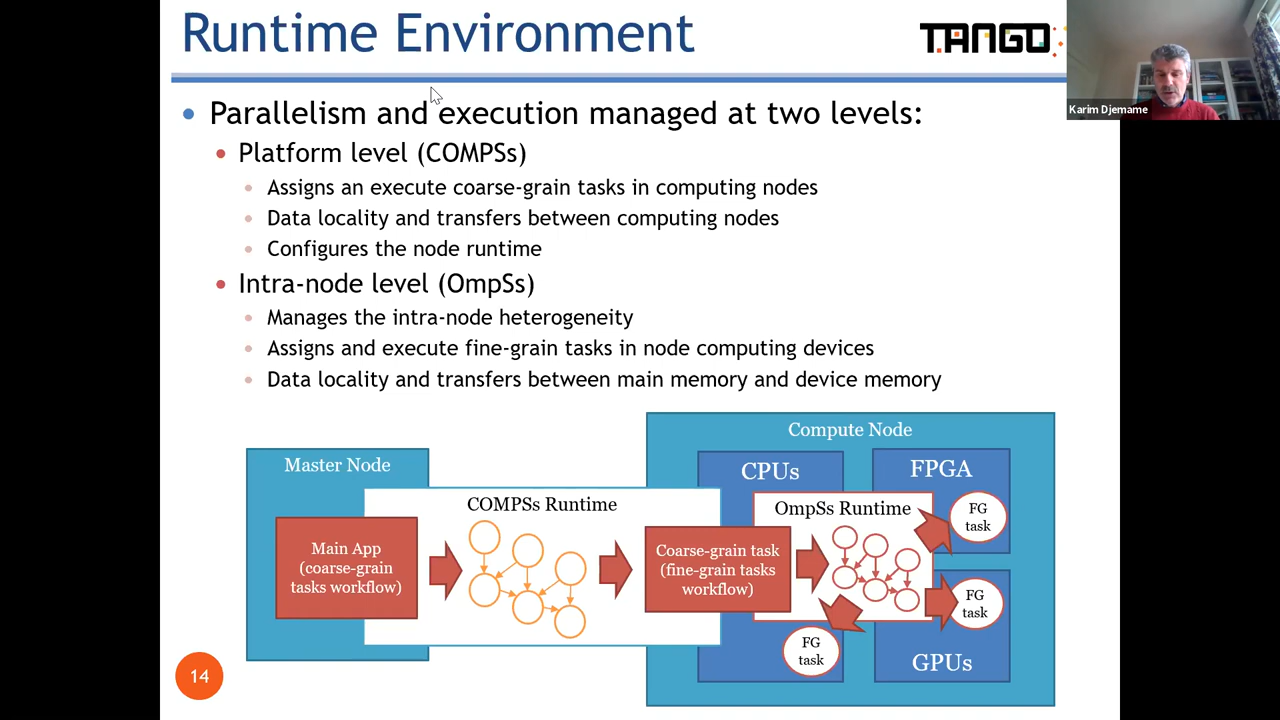 Runtime Environment
TANGO
Karim Djemame
Parallelism and execution managed at two levels:
Platform level (COMPSs)
Assigns an execute coarse-grain tasks in computing nodes
Data locality and transfers between computing nodes
Configures the node runtime
Intra-node level (OmpSs)
Manages the intra-node heterogeneity
Assigns and execute fine-grain tasks in node computing devices
Data locality and transfers between main memory and device memory
Master Node
Main App
(coarse-grain
tasks workflow)
COMPSs Runtime
Compute Node
CPUs
FPGA
Coarse-grain task
(fine-grain tasks
workflow)
OmpSs Runtime
FG
task
FG
task
FG
task
GPUs
14